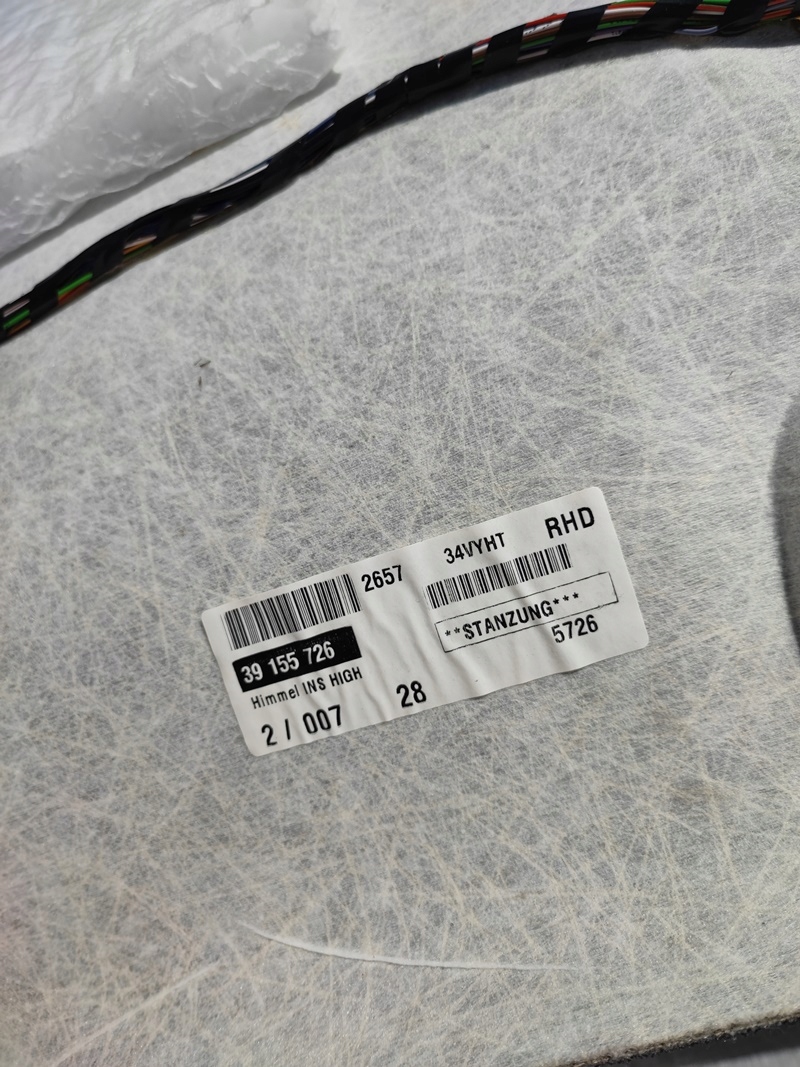 2657
34VYHT
RHD
39 155 726
**STANZUNG***
Himmel INS HIGH
5726
2 / 007
28